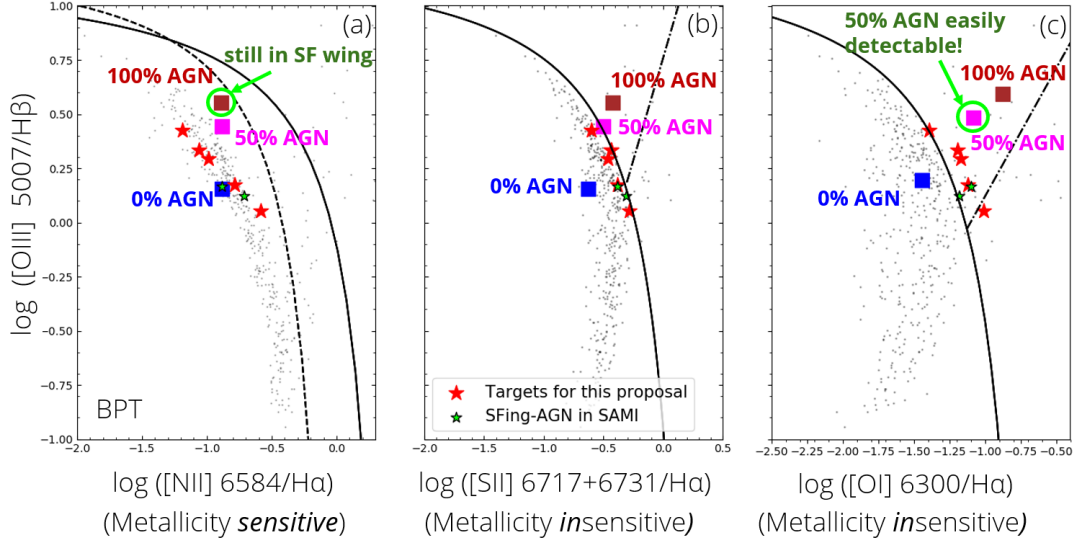 (a)
still in SF wing
100% AGN
50% AGN
0% AGN
BPT
1.00
0.75
0.50
0.25
0.00
−0.25
−0.50
−0.75
−1.00
log ([OIII] 5007/Hβ)
−2.0 −1.5 −1.0 −0.5 0.0
log ([NII] 6584/Hα)
(Metallicity sensitive)
(b)
100% AGN
50% AGN
0% AGN
Targets for this proposal
SFing-AGN in SAMI
−2.0 −1.5 −1.0 −0.5 0.0 0.5
log ([SII] 6717+6731/Hα)
(Metallicity insensitive)
(c)
50% AGN easily
detectable!
100% AGN
50% AGN
0% AGN
−2.50 −2.25 −2.00 −1.75 −1.50 −1.25 −1.00 −0.75 −0.50
log ([OI] 6300/Hα)
(Metallicity insensitive)